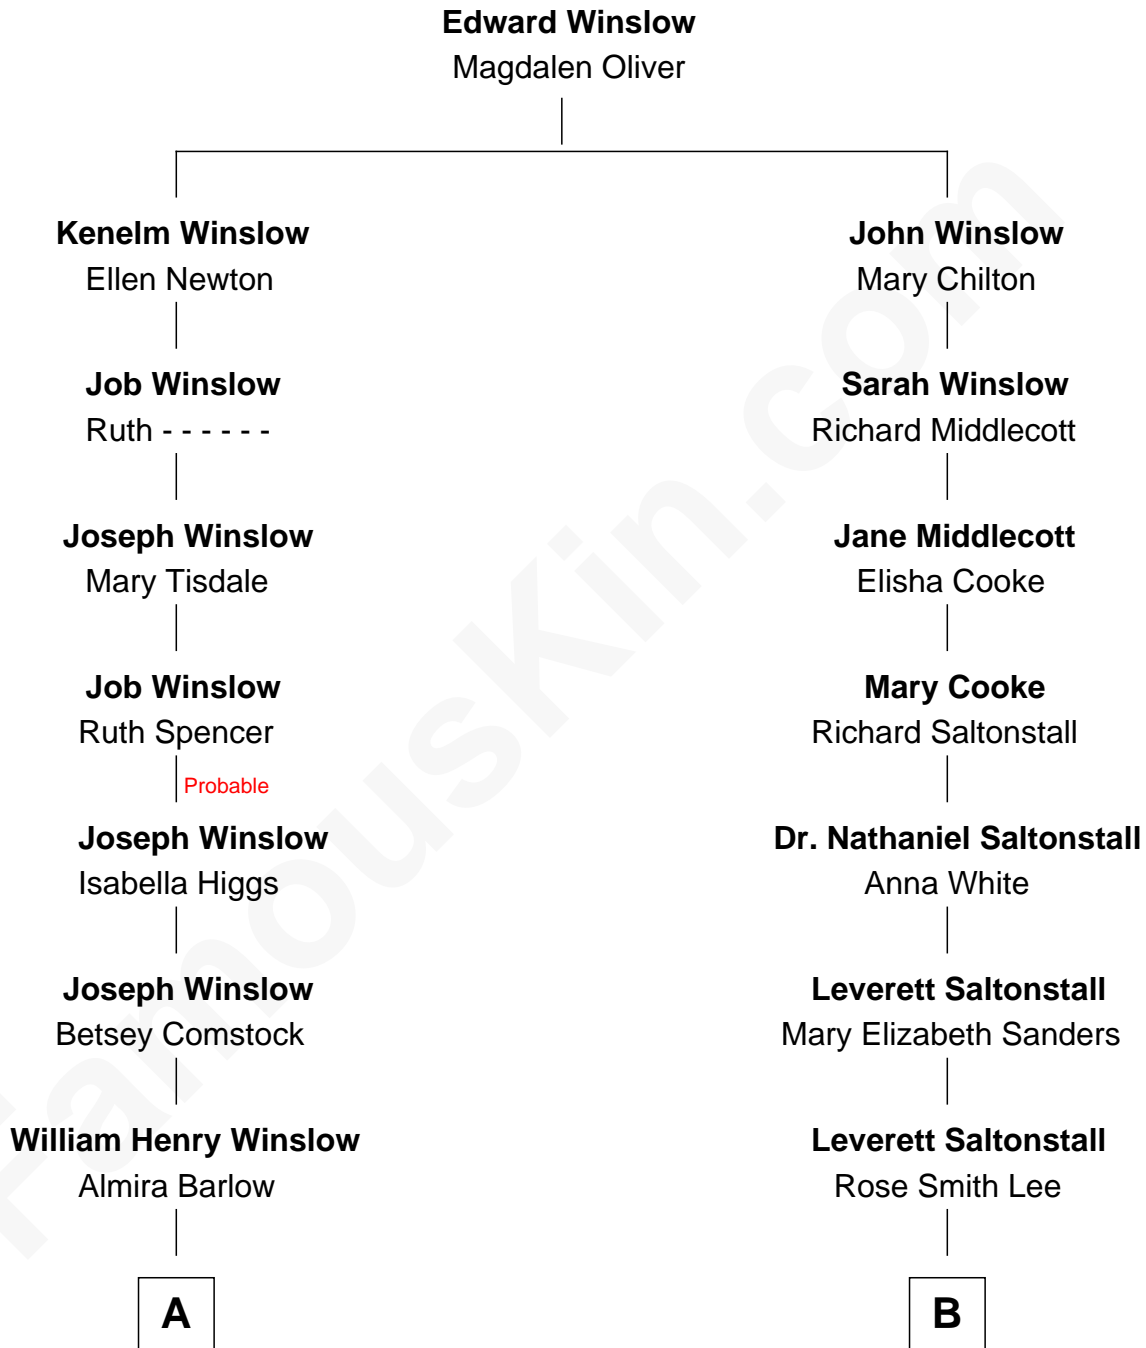 Edward Winslow
Magdalen Oliver
Kenelm Winslow
Ellen Newton
Job Winslow
Ruth - - - - - -
Joseph Winslow
Mary Tisdale
Job Winslow
Ruth Spencer
Probable
Joseph Winslow
Isabella Higgs
Joseph Winslow
Betsey Comstock
William Henry Winslow
Almira Barlow
A
John Winslow
Mary Chilton
Sarah Winslow
Richard Middlecott
Jane Middlecott
Elisha Cooke
Mary Cooke
Richard Saltonstall
Dr. Nathaniel Saltonstall
Anna White
Leverett Saltonstall
Mary Elizabeth Sanders
Leverett Saltonstall
Rose Smith Lee
B
FamousKin.com